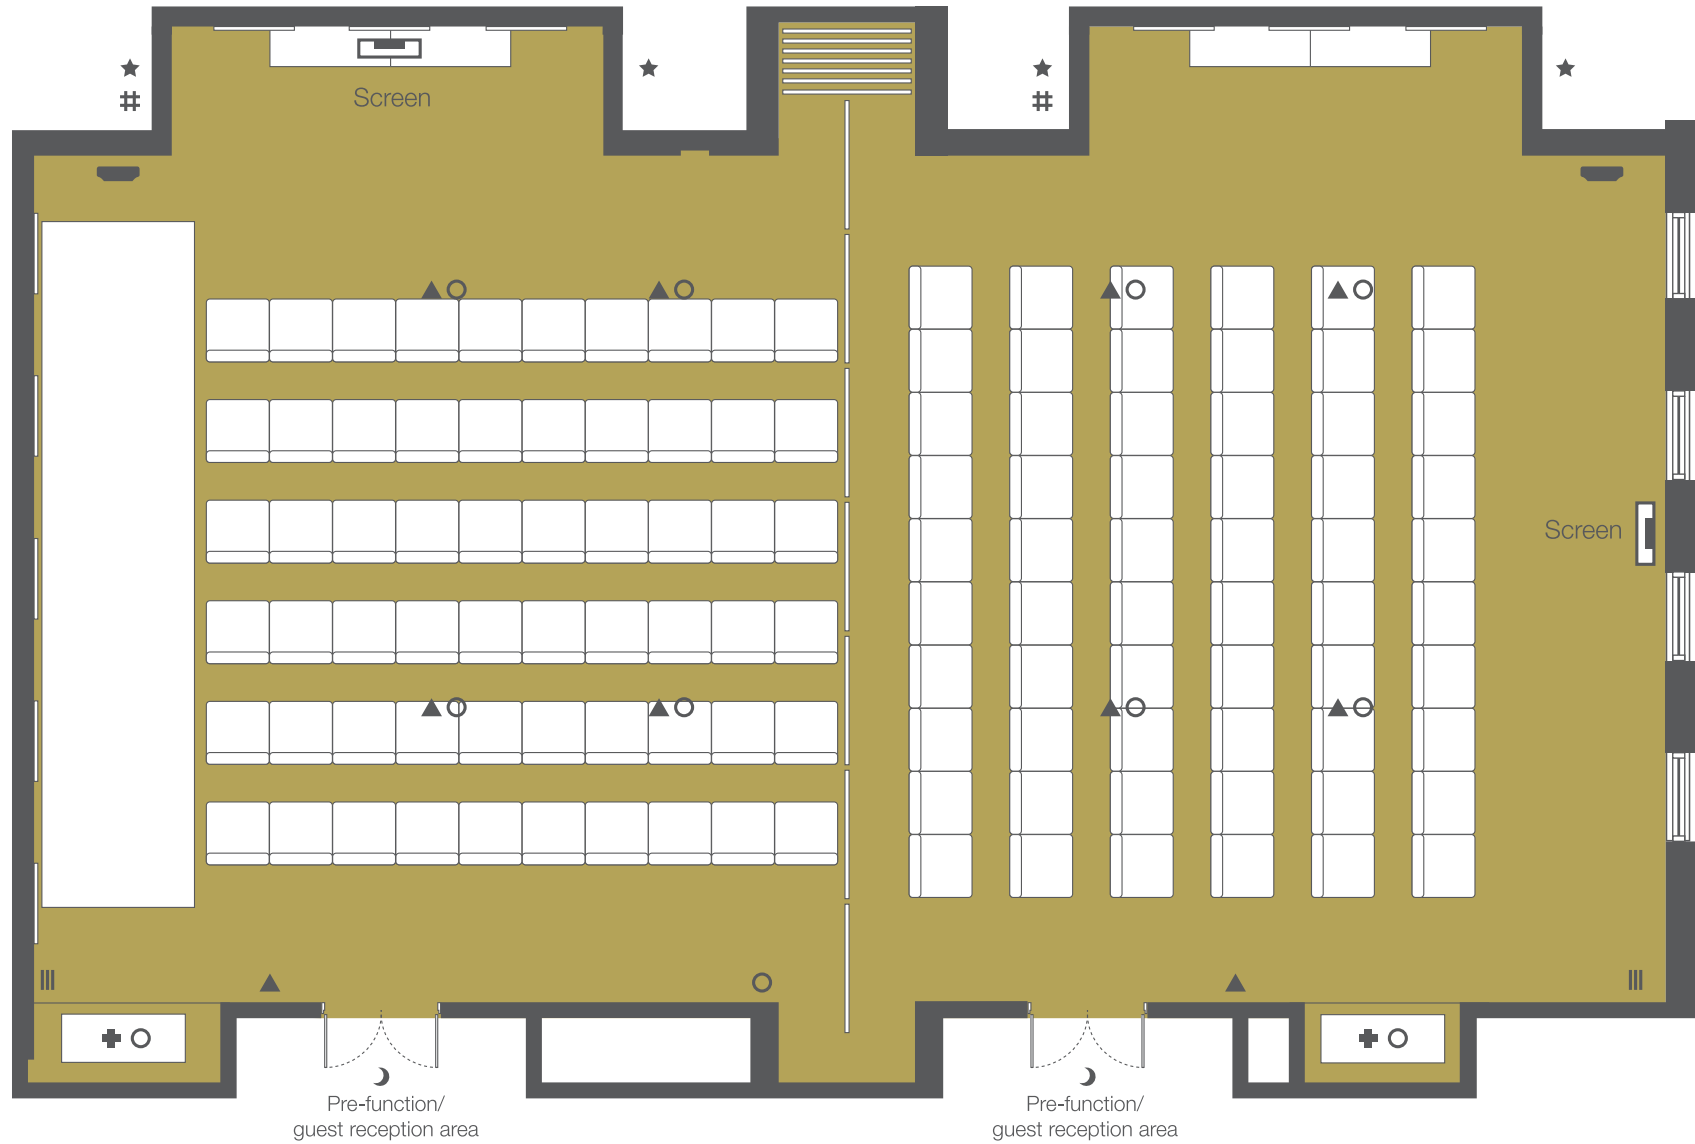 Screen
Screen
Pre-function/
guest reception area
Pre-function/
guest reception area